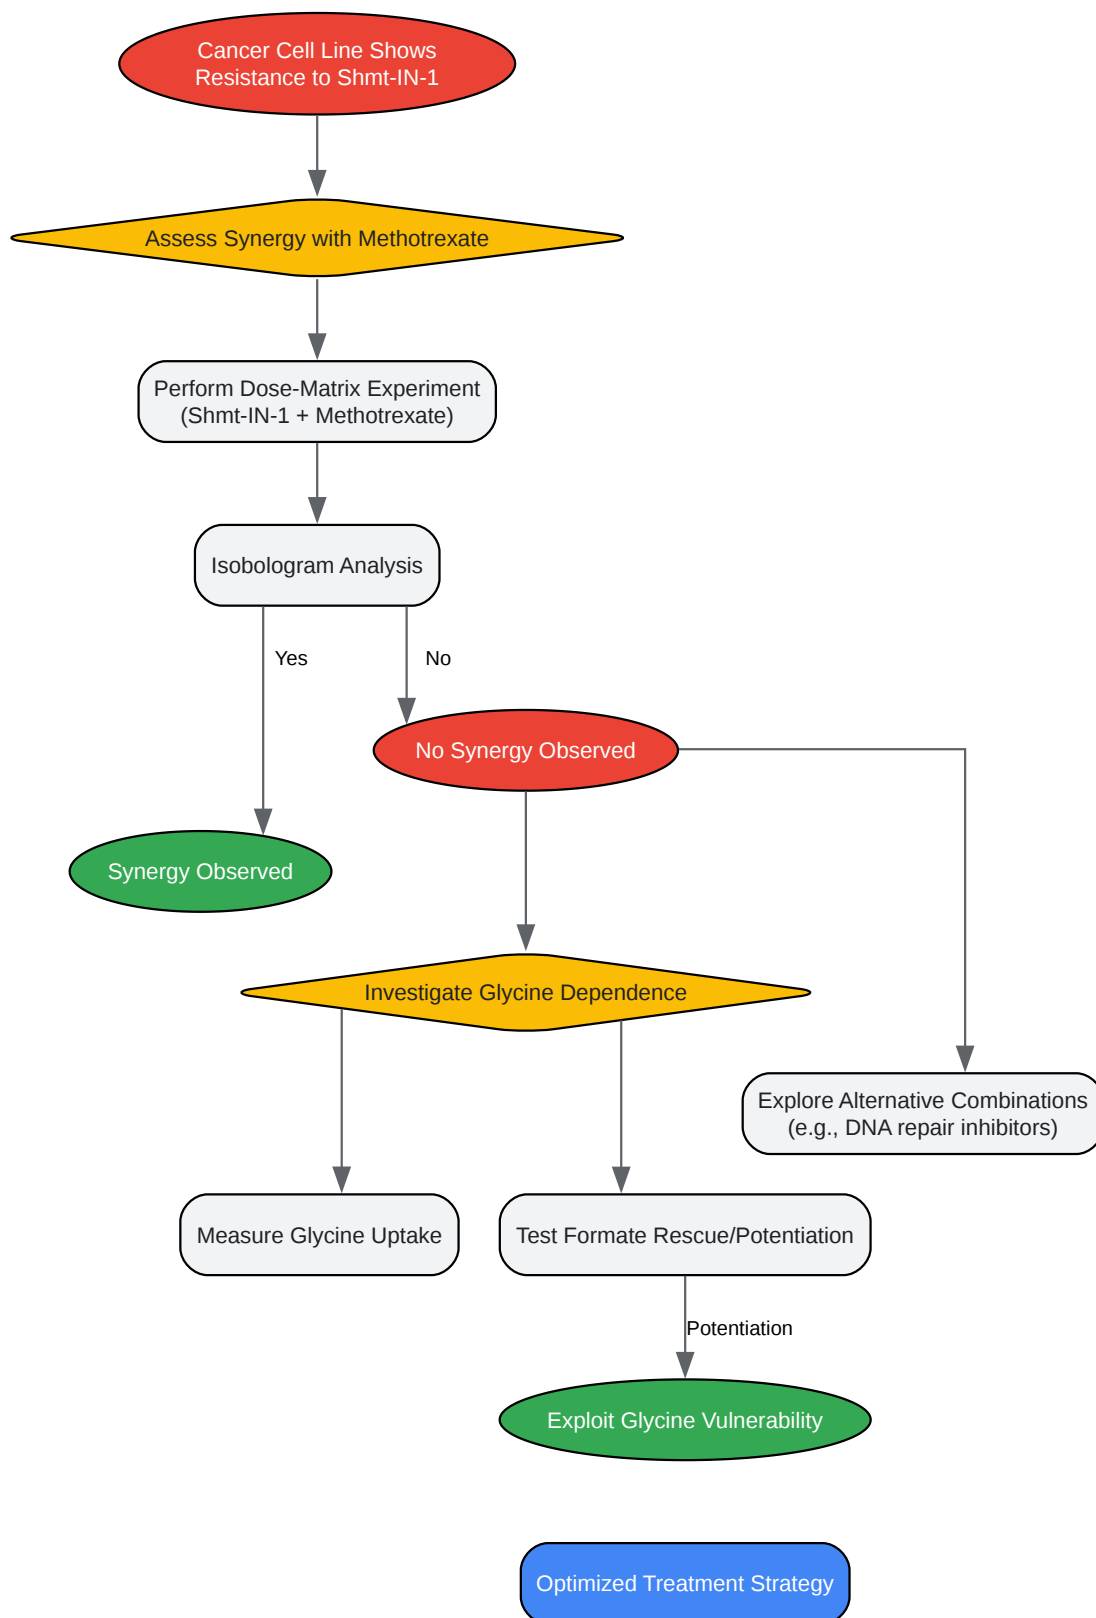 Cancer Cell Line Shows
Resistance to Shmt-IN-1
Assess Synergy with Methotrexate
Perform Dose-Matrix Experiment
(Shmt-IN-1 + Methotrexate)
Isobologram Analysis
Yes
No
No Synergy Observed
Synergy Observed
Investigate Glycine Dependence
Explore Alternative Combinations
(e.g., DNA repair inhibitors)
Measure Glycine Uptake
Test Formate Rescue/Potentiation
Potentiation
Exploit Glycine Vulnerability
Optimized Treatment Strategy